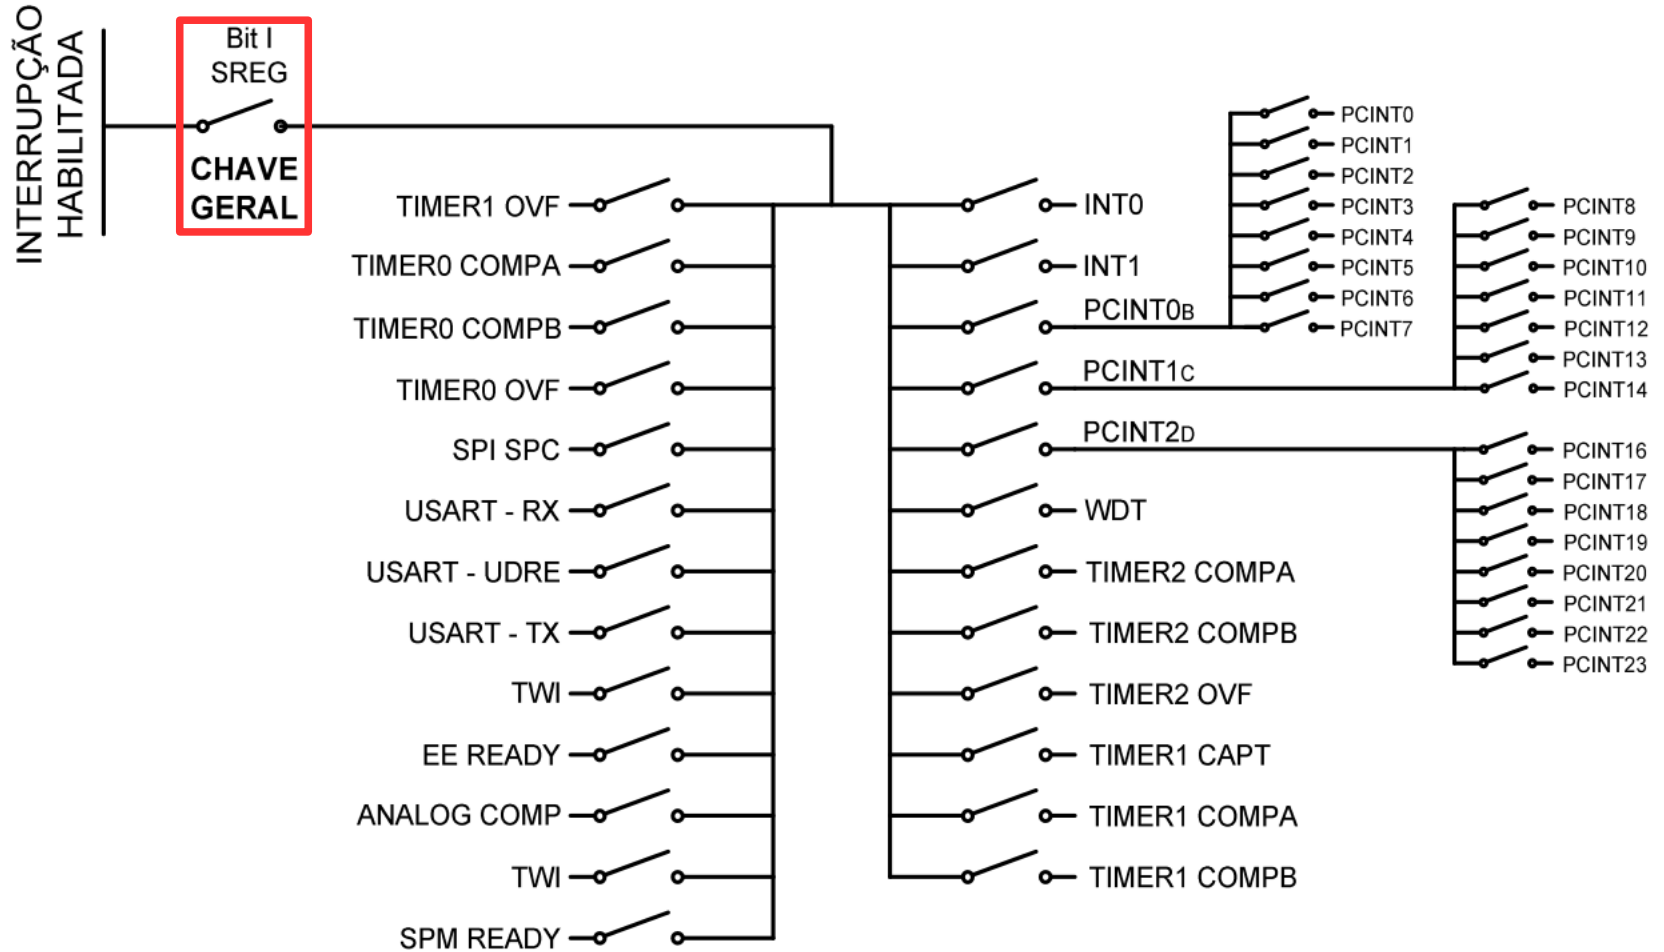 INTERRUPÇÃO
HABILITADA
Bit I
SREG
CHAVE
GERAL
TIMER1 OVF
TIMER0 COMPA
TIMER0 COMPB
TIMER0 OVF
SPI SPC
USART - RX
USART - UDRE
USART - TX
TWI
EE READY
ANALOG COMP
TWI
SPM READY
INT0
INT1
PCINT0B
PCINT1C
PCINT2D
WDT
TIMER2 COMPA
TIMER2 COMPB
TIMER2 OVF
TIMER1 CAPT
TIMER1 COMPA
TIMER1 COMPB
PCINT0
PCINT1
PCINT2
PCINT3
PCINT4
PCINT5
PCINT6
PCINT7
PCINT8
PCINT9
PCINT10
PCINT11
PCINT12
PCINT13
PCINT14
PCINT16
PCINT17
PCINT18
PCINT19
PCINT20
PCINT21
PCINT22
PCINT23